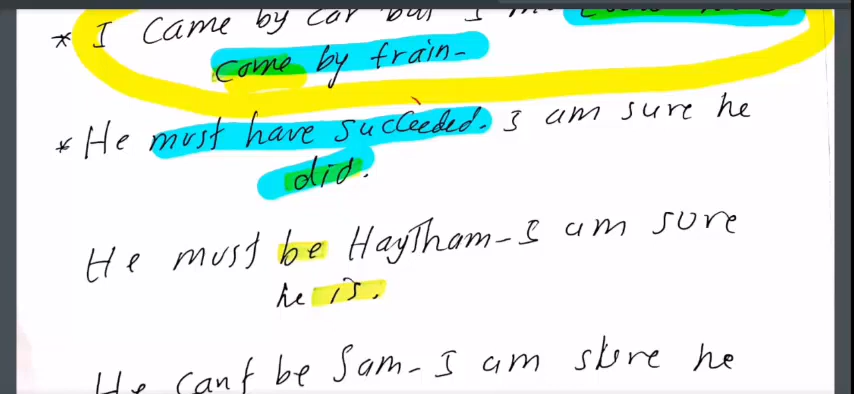 * I came by car but I
come by train-
* He must have succeeded. I am sure he
did.
He must be Haytham- I am sure
he is.
He can't be Sam- I am sure he